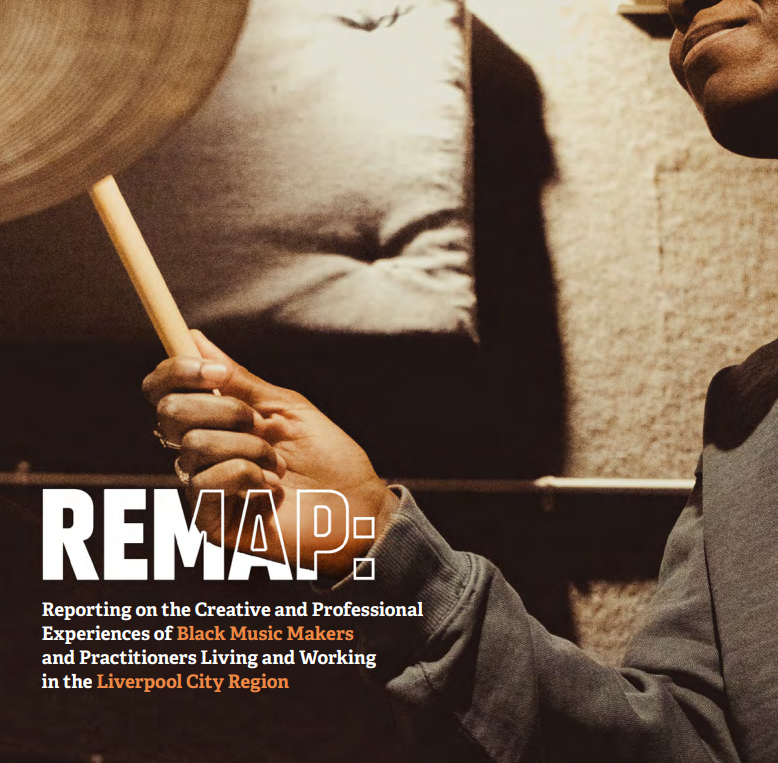 REMAP:
Reporting on the Creative and Professional
Experiences of Black Music Makers
and Practitioners Living and Working
in the Liverpool City Region